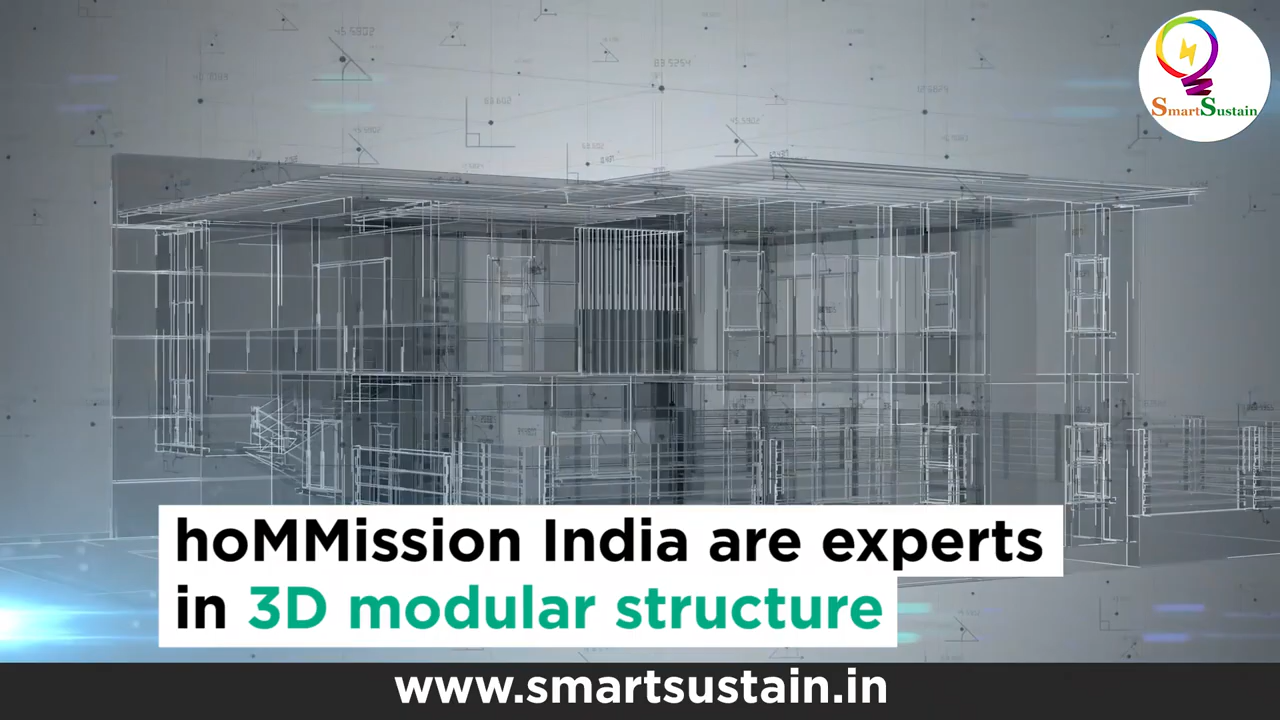 SmartSustain
hoMMission India are experts
in 3D modular structure
www.smartsustain.in